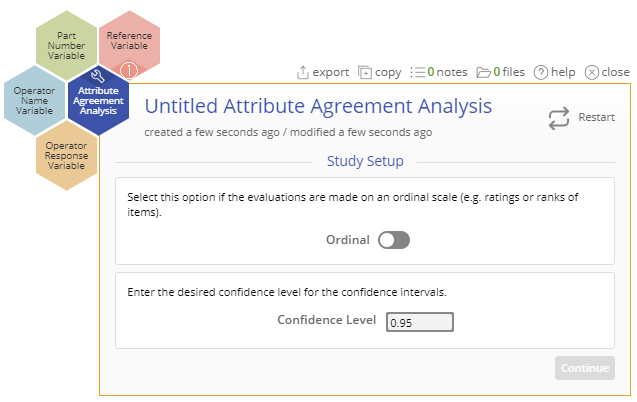 Part
Number
Variable
Reference
Variable
Operator
Name
Variable
Attribute
Agreement
Analysis
Operator
Response
Variable
export copy 0 notes 0 files ? help close
Untitled Attribute Agreement Analysis
created a few seconds ago / modified a few seconds ago
Restart
Study Setup
Select this option if the evaluations are made on an ordinal scale (e.g. ratings or ranks of
items).
Ordinal
Enter the desired confidence level for the confidence intervals.
Confidence Level 0.95
Continue